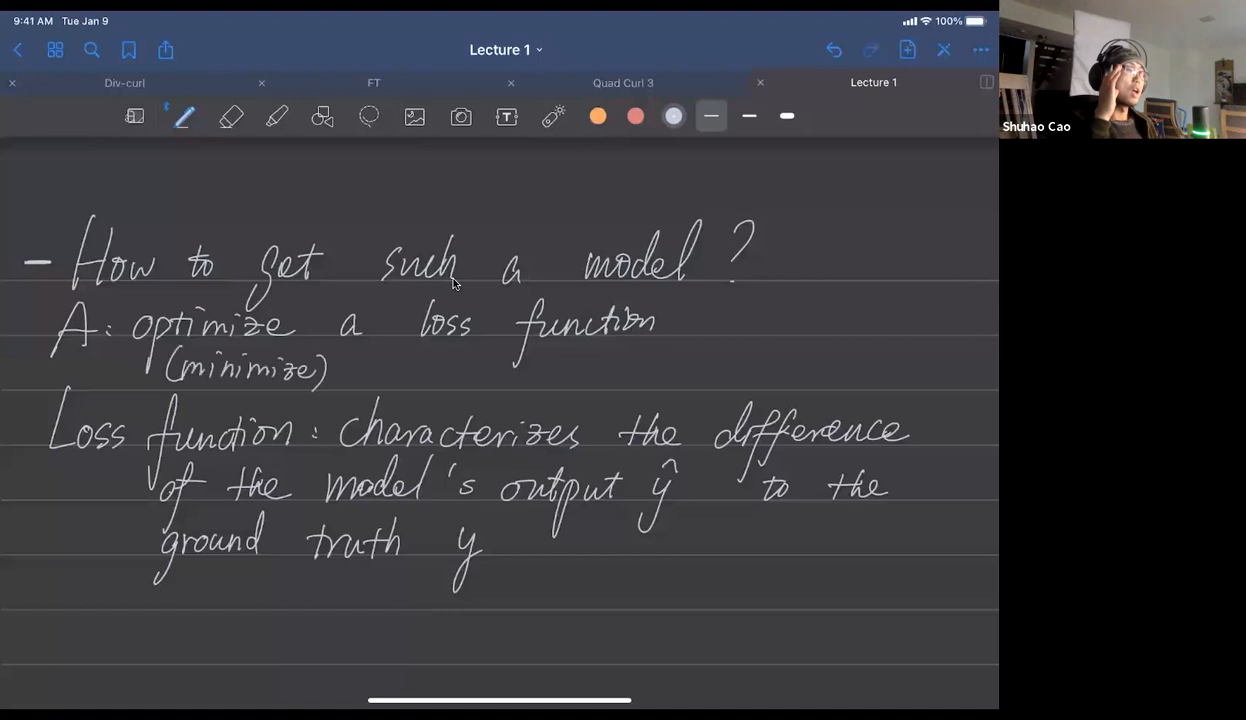 9:41 AM Tue Jan 9
100%
Lecture 1
Div-curl
FT
Quad Curl 3
Lecture 1
T
Shuhao Cao
- How to get such a model?
A: optimize a loss function
(minimize)
Loss function: characterizes the difference
of the model's output ŷ to the
ground truth y